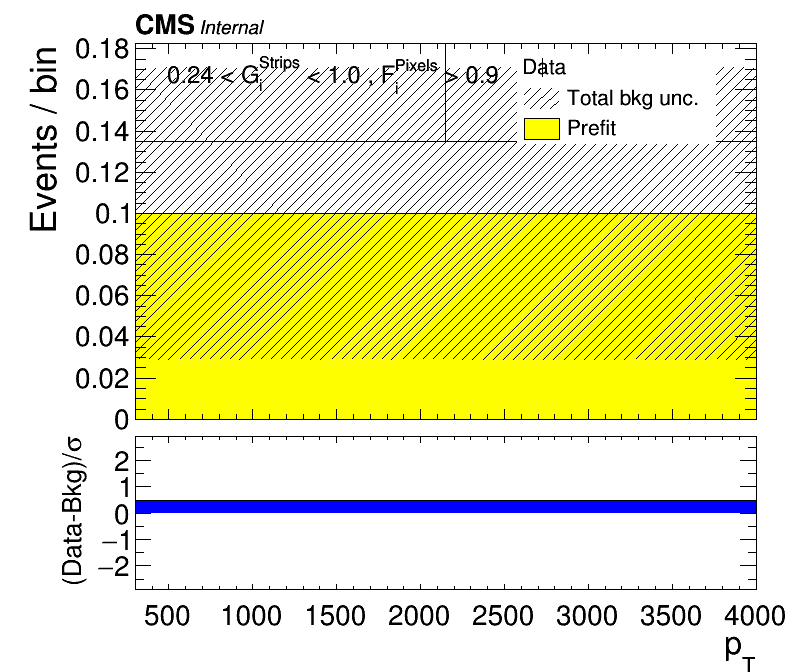 CMS Internal
0.24 < G_i^Strips < 1.0 , F_i^Pixels > 0.9
Data
Total bkg unc.
Prefit
Events / bin
0.18
0.16
0.14
0.12
0.1
0.08
0.06
0.04
0.02
0
(Data-Bkg)/σ
2
1
0
−1
−2
500 1000 1500 2000 2500 3000 3500 4000
p_T